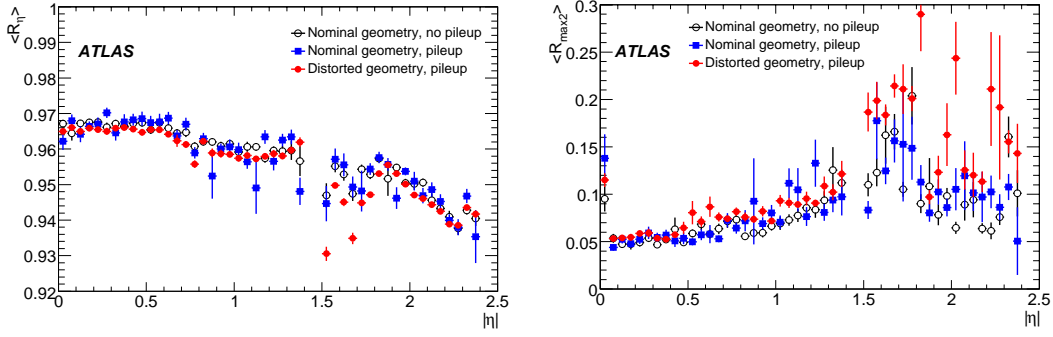 <Rη>
1
0.99
0.98
0.97
0.96
0.95
0.94
0.93
0.92
0 0.5 1 1.5 2 2.5
|η|
ATLAS
Nominal geometry, no pileup
Nominal geometry, pileup
Distorted geometry, pileup
<Rmax2>
0.3
0.25
0.2
0.15
0.1
0.05
0
0 0.5 1 1.5 2 2.5
|η|
ATLAS
Nominal geometry, no pileup
Nominal geometry, pileup
Distorted geometry, pileup